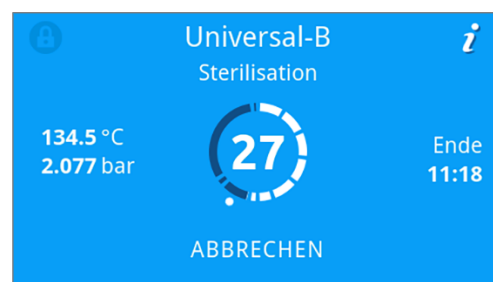 Universal-B
i
Sterilisation
134.5 °C
2.077 bar
27
Ende
11:18
ABBRECHEN